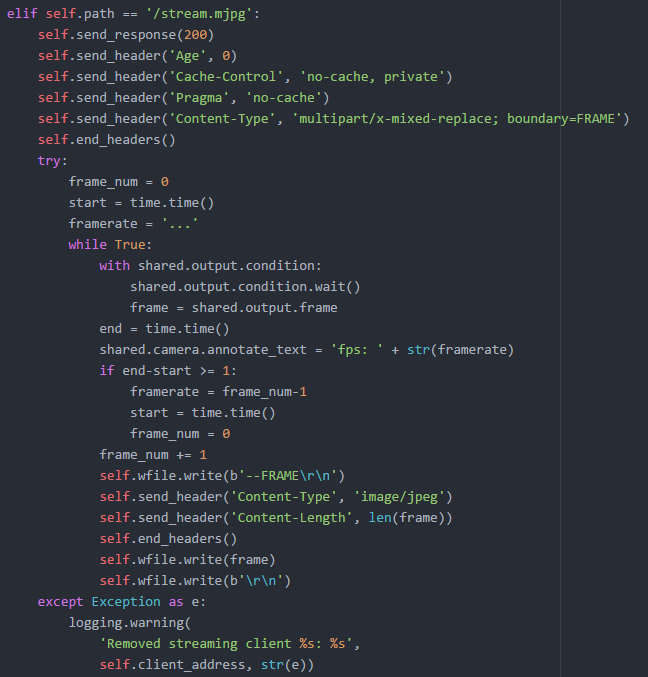 elif self.path == '/stream.mjpg':
    self.send_response(200)
    self.send_header('Age', 0)
    self.send_header('Cache-Control', 'no-cache, private')
    self.send_header('Pragma', 'no-cache')
    self.send_header('Content-Type', 'multipart/x-mixed-replace; boundary=FRAME')
    self.end_headers()
    try:
        frame_num = 0
        start = time.time()
        framerate = '...'
        while True:
            with shared.output.condition:
                shared.output.condition.wait()
                frame = shared.output.frame
            end = time.time()
            shared.camera.annotate_text = 'fps: ' + str(framerate)
            if end-start >= 1:
                framerate = frame_num-1
                start = time.time()
                frame_num = 0
            frame_num += 1
            self.wfile.write(b'--FRAME\r\n')
            self.send_header('Content-Type', 'image/jpeg')
            self.send_header('Content-Length', len(frame))
            self.end_headers()
            self.wfile.write(frame)
            self.wfile.write(b'\r\n')
    except Exception as e:
        logging.warning(
            'Removed streaming client %s: %s',
            self.client_address, str(e))